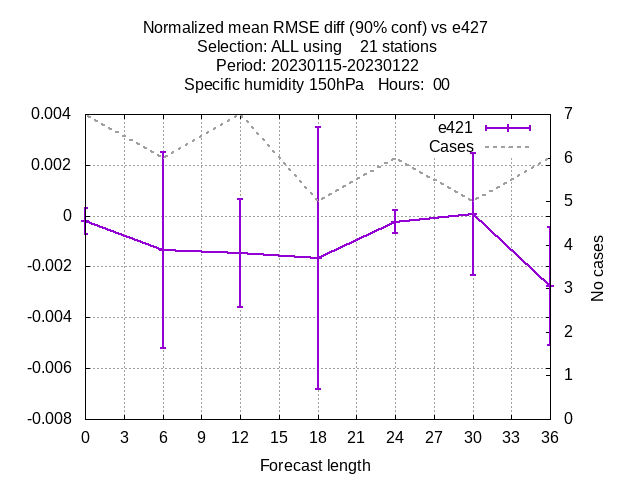 Normalized mean RMSE diff (90% conf) vs e427
Selection: ALL using    21 stations
Period: 20230115-20230122
Specific humidity 150hPa   Hours:  00
0.004
0.002
0
-0.002
-0.004
-0.006
-0.008
e421
Cases
7
6
5
4
3
2
1
0
No cases
0 3 6 9 12 15 18 21 24 27 30 33 36
Forecast length